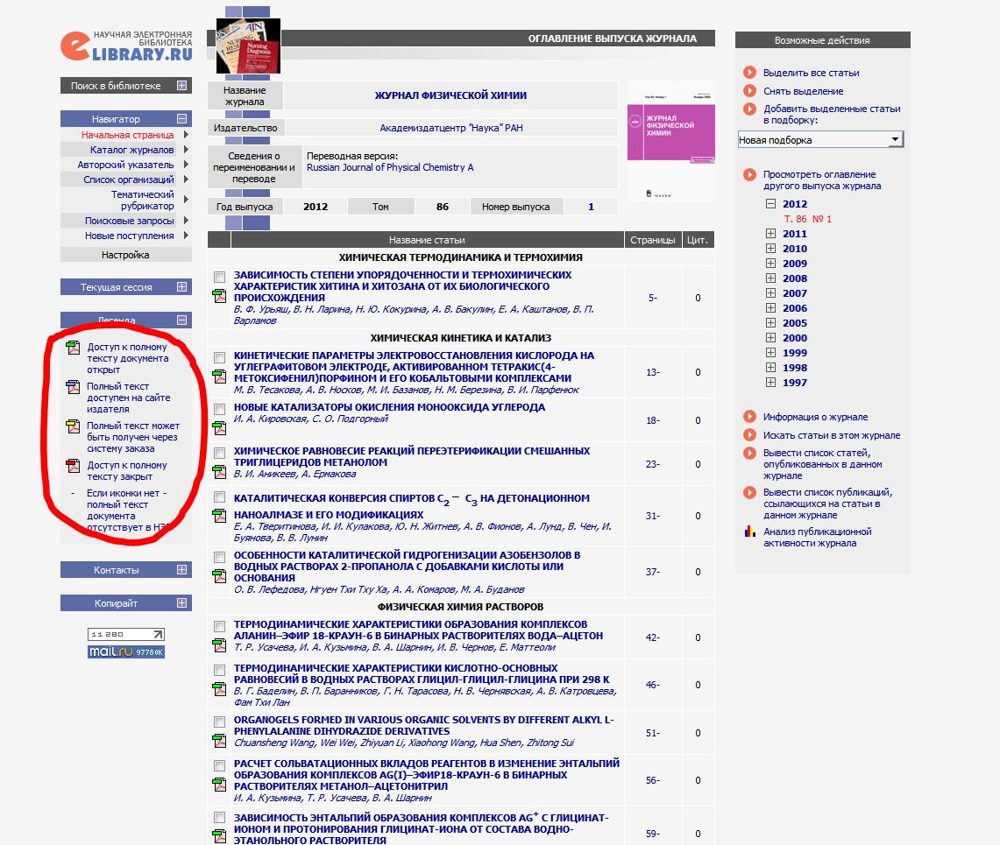 НАУЧНАЯ ЭЛЕКТРОННАЯ
БИБЛИОТЕКА
eLIBRARY.RU
Поиск в библиотеке
Навигатор
Начальная страница
Каталог журналов
Авторский указатель
Список организаций
Тематический
рубрикатор
Поисковые запросы
Новые поступления
Настройка
Текущая сессия
Легенда
Доступ к полному
тексту документа
открыт
Полный текст
доступен на сайте
издателя
Полный текст может
быть получен через
систему заказа
Доступ к полному
тексту закрыт
- Если иконки нет -
полный текст
документа
отсутствует в
Контакты
Копирайт
11 280
mail.ru 97780K
ОГЛАВЛЕНИЕ ВЫПУСКА ЖУРНАЛА
Nursing
Diagnosis
Название
журнала
ЖУРНАЛ ФИЗИЧЕСКОЙ ХИМИИ
Издательство
Академиздатцентр "Наука" РАН
Сведения о
переименовании и
переводе
Переводная версия:
Russian Journal of Physical Chemistry A
Год выпуска 2012 Том 86 Номер выпуска 1
ЖУРНАЛ
ФИЗИЧЕСКОЙ
ХИМИИ
"НАУКА"
Название статьи Страницы Цит.
ХИМИЧЕСКАЯ ТЕРМОДИНАМИКА И ТЕРМОХИМИЯ
ЗАВИСИМОСТЬ СТЕПЕНИ УПОРЯДОЧЕННОСТИ И ТЕРМОХИМИЧЕСКИХ
ХАРАКТЕРИСТИК ХИТИНА И ХИТОЗАНА ОТ ИХ БИОЛОГИЧЕСКОГО
ПРОИСХОЖДЕНИЯ
В. Ф. Урьяш, В. Н. Ларина, Н. Ю. Кокурина, А. В. Бакулин, Е. А. Каштанов, В. П.
Варламов
5- 0
ХИМИЧЕСКАЯ КИНЕТИКА И КАТАЛИЗ
КИНЕТИЧЕСКИЕ ПАРАМЕТРЫ ЭЛЕКТРОВОССТАНОВЛЕНИЯ КИСЛОРОДА НА
УГЛЕГРАФИТОВОМ ЭЛЕКТРОДЕ, АКТИВИРОВАННОМ ТЕТРАКИС(4-
МЕТОКСИФЕНИЛ)ПОРФИНОМ И ЕГО КОБАЛЬТОВЫМ КОМПЛЕКСАМИ
М. В. Тесакова, А. В. Носков, М. И. Базанов, Н. М. Березина, В. И. Парфенюк
13- 0
НОВЫЕ КАТАЛИЗАТОРЫ ОКИСЛЕНИЯ МОНООКСИДА УГЛЕРОДА
И. А. Кировская, С. О. Подгорный
18- 0
ХИМИЧЕСКОЕ РАВНОВЕСИЕ РЕАКЦИЙ ПЕРЕЭТЕРИФИКАЦИИ СМЕШАННЫХ
ТРИГЛИЦЕРИДОВ МЕТАНОЛОМ
В. И. Аникеев, А. Ермакова
23- 0
КАТАЛИТИЧЕСКАЯ КОНВЕРСИЯ СПИРТОВ C2 – C3 НА ДЕТОНАЦИОННОМ
НАНОАЛМАЗЕ И ЕГО МОДИФИКАЦИЯХ
Е. А. Тверитинова, И. И. Кулакова, Ю. Н. Житнев, А. В. Фионов, А. Лунд, В. Чен, И.
Буянова, В. В. Лунин
31- 0
ОСОБЕННОСТИ КАТАЛИТИЧЕСКОЙ ГИДРОГЕНИЗАЦИИ АЗОБЕНЗОЛОВ В
ВОДНЫХ РАСТВОРАХ 2-ПРОПАНОЛА С ДОБАВКАМИ КИСЛОТЫ ИЛИ
ОСНОВАНИЯ
О. В. Лефедова, Нгуен Тхи Тху Ха, А. А. Комаров, М. А. Буданов
37- 0
ФИЗИЧЕСКАЯ ХИМИЯ РАСТВОРОВ
ТЕРМОДИНАМИЧЕСКИЕ ХАРАКТЕРИСТИКИ ОБРАЗОВАНИЯ КОМПЛЕКСОВ
АЛАНИН–ЭФИР 18-КРАУН-6 В БИНАРНЫХ РАСТВОРИТЕЛЯХ ВОДА–АЦЕТОН
Т. Р. Усачева, И. А. Кузьмина, В. А. Шарнин, И. В. Чернов, Е. Маттеоли
42- 0
ТЕРМОДИНАМИЧЕСКИЕ ХАРАКТЕРИСТИКИ КИСЛОТНО-ОСНОВНЫХ
РАВНОВЕСИЙ В ВОДНЫХ РАСТВОРАХ ГЛИЦИЛ-ГЛИЦИЛ-ГЛИЦИНА ПРИ 298 К
В. Г. Баделин, В. П. Баранников, Г. Н. Тарасова, Н. В. Чернявская, А. В. Катровцева,
Фам Тхи Лан
46- 0
ORGANOGELS FORMED IN VARIOUS ORGANIC SOLVENTS BY DIFFERENT ALKYL L-
PHENYLALANINE DIHYDRAZIDE DERIVATIVES
Chuansheng Wang, Wei Wei, Zhiyuan Li, Xiaohong Wang, Hua Shen, Zhitong Sui
51- 0
РАСЧЕТ СОЛЬВАТАЦИОННЫХ ВКЛАДОВ РЕАГЕНТОВ В ИЗМЕНЕНИЕ ЭНТАЛЬПИЙ
ОБРАЗОВАНИЯ КОМПЛЕКСОВ AG(I)–ЭФИР18-КРАУН-6 В БИНАРНЫХ
РАСТВОРИТЕЛЯХ МЕТАНОЛ–АЦЕТОНИТРИЛ
И. А. Кузьмина, Т. Р. Усачева, В. А. Шарнин
56- 0
ЗАВИСИМОСТЬ ЭНТАЛЬПИЙ ОБРАЗОВАНИЯ КОМПЛЕКСОВ AG+ С ГЛИЦИНАТ-
ИОНОМ И ПРОТОНИРОВАНИЯ ГЛИЦИНАТ-ИОНА ОТ СОСТАВА ВОДНО-
ЭТАНОЛЬНОГО РАСТВОРИТЕЛЯ
59- 0
Возможные действия
Выделить все статьи
Снять выделение
Добавить выделенные статьи
в подборку:
Новая подборка
Просмотреть оглавление
другого выпуска журнала
2012
Т. 86 № 1
2011
2010
2009
2008
2007
2006
2005
2000
1999
1998
1997
Информация о журнале
Искать статьи в этом журнале
Вывести список статей,
опубликованных в данном
журнале
Вывести список публикаций,
ссылающихся на статьи в
данном журнале
Анализ публикационной
активности журнала